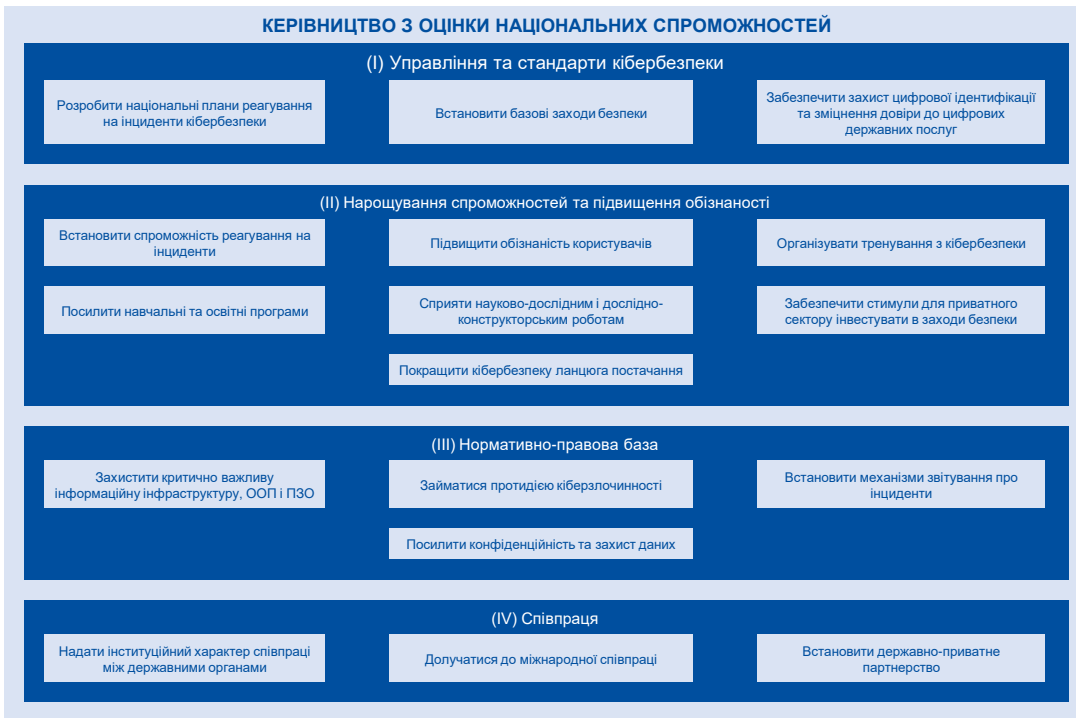 КЕРІВНИЦТВО З ОЦІНКИ НАЦІОНАЛЬНИХ СПРОМОЖНОСТЕЙ
(I) Управління та стандарти кібербезпеки
Розробити національні плани реагування
на інциденти кібербезпеки
Встановити базові заходи безпеки
Забезпечити захист цифрової ідентифікації
та зміцнення довіри до цифрових
державних послуг
(II) Нарощування спроможностей та підвищення обізнаності
Встановити спроможність реагування на
інциденти
Підвищити обізнаність користувачів
Організувати тренування з кібербезпеки
Посилити навчальні та освітні програми
Сприяти науково-дослідним і дослідно-
конструкторським роботам
Забезпечити стимули для приватного
сектору інвестувати в заходи безпеки
Покращити кібербезпеку ланцюга постачання
(III) Нормативно-правова база
Захистити критично важливу
інформаційну інфраструктуру, ООП і ПЗО
Займатися протидією кіберзлочинності
Встановити механізми звітування про
інциденти
Посилити конфіденційність та захист даних
(IV) Співпраця
Надати інституційний характер співпраці
між державними органами
Долучатися до міжнародної співпраці
Встановити державно-приватне
партнерство